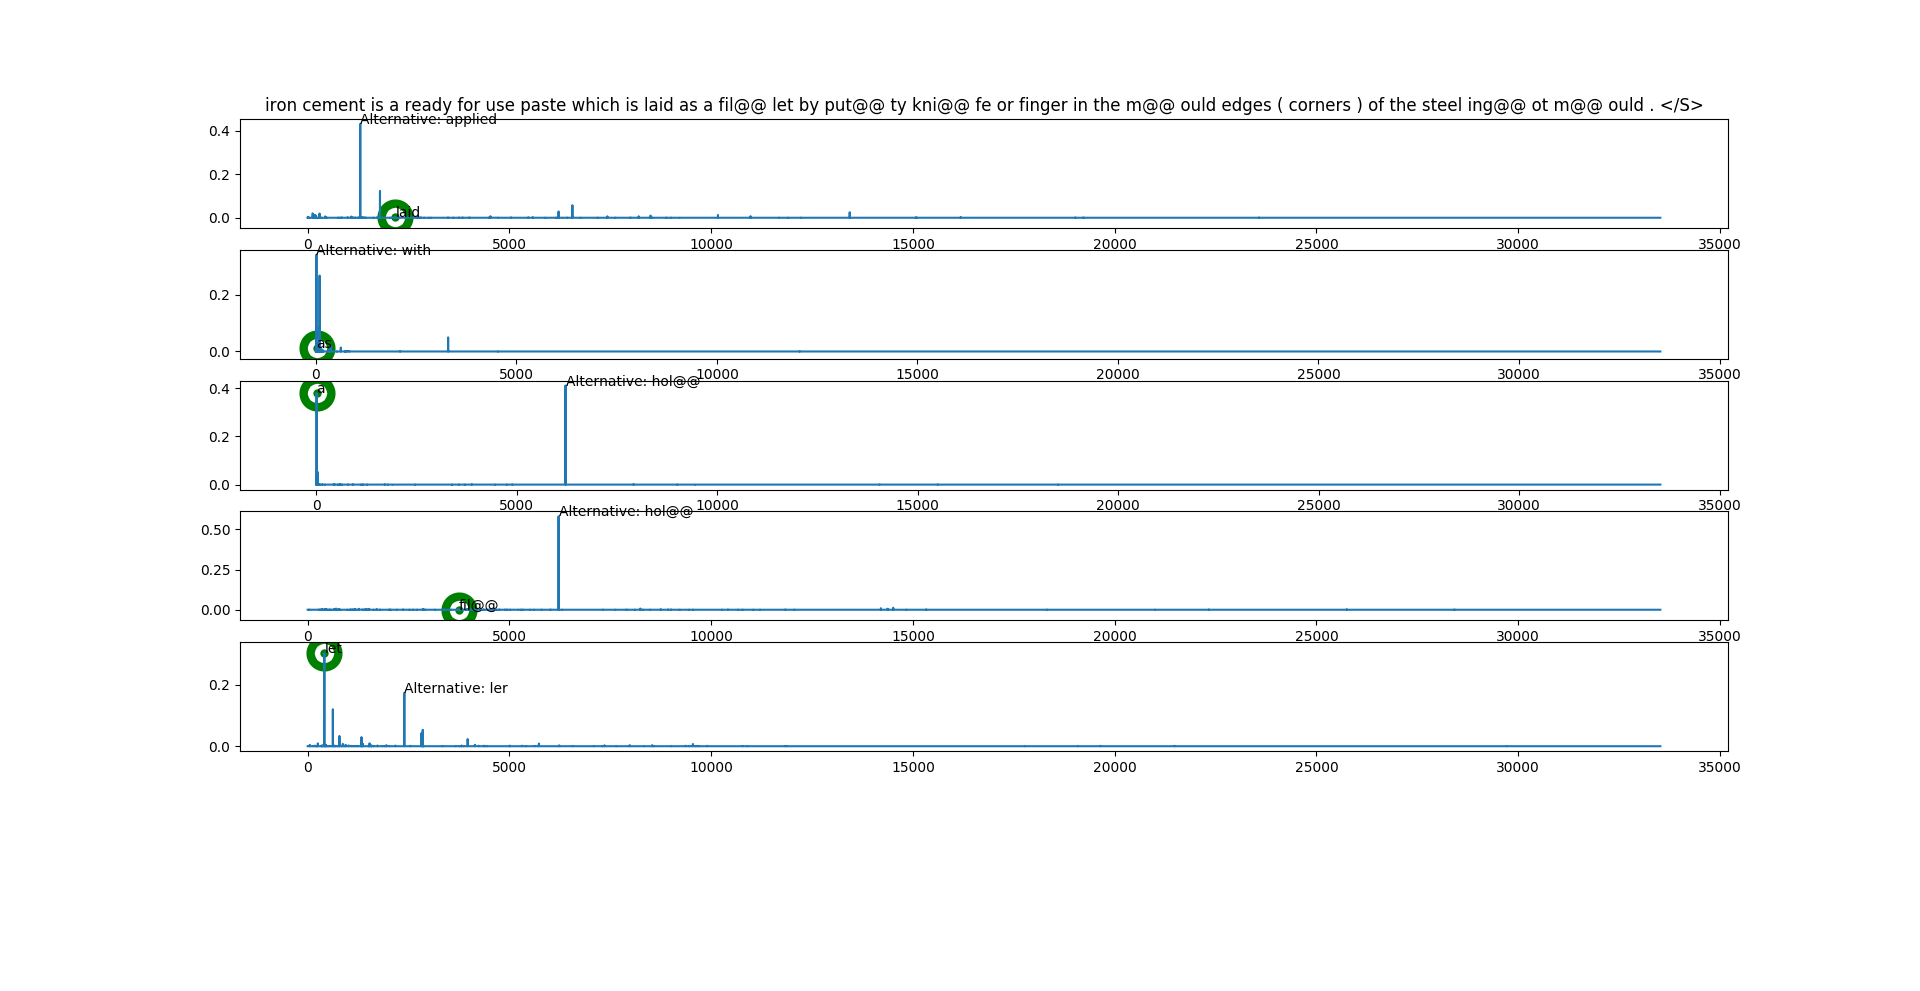 iron cement is a ready for use paste which is laid as a fil@@ let by put@@ ty kni@@ fe or finger in the m@@ ould edges ( corners ) of the steel ing@@ ot m@@ ould . </S>
Alternative: applied
0.4
0.2
0.0
laid
0 5000 10000 15000 20000 25000 30000 35000
Alternative: with
0.2
0.0
as
0 5000 10000 15000 20000 25000 30000 35000
Alternative: hol@@
a
0.4
0.2
0.0
0 5000 10000 15000 20000 25000 30000 35000
Alternative: hol@@
0.50
0.25
0.00
fil@@
0 5000 10000 15000 20000 25000 30000 35000
let
Alternative: ler
0.2
0.0
0 5000 10000 15000 20000 25000 30000 35000